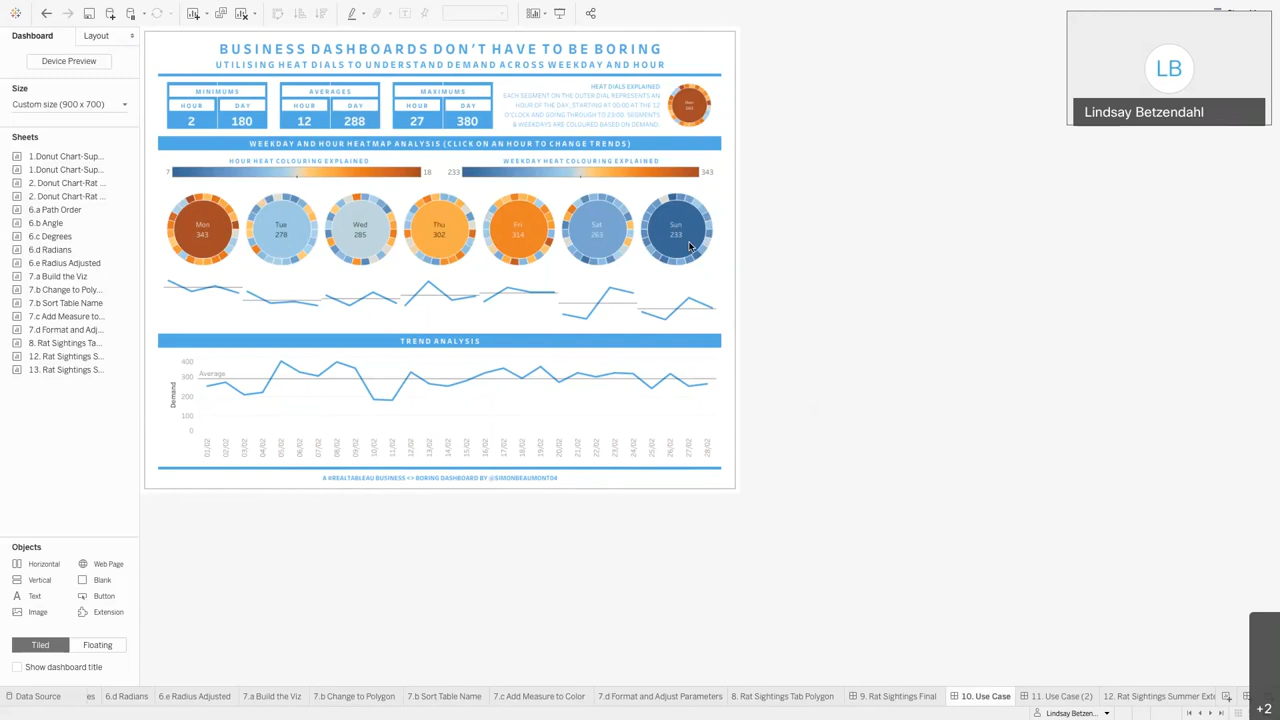 Dashboard
Layout
Device Preview
Size
Custom size (900 x 700)
Sheets
1.Donut Chart-Sup...
1.Donut Chart-Sup...
2. Donut Chart-Rat ...
2. Donut Chart-Rat ...
6.a Path Order
6.b Angle
6.c Degrees
6.d Radians
6.e Radius Adjusted
7.a Build the Viz
7.b Change to Poly...
7.b Sort Table Name
7.c Add Measure to...
7.d Format and Adj...
8. Rat Sightings Ta...
12. Rat Sightings S...
13. Rat Sightings S...
Objects
Horizontal
Web Page
Vertical
Blank
Text
Button
Image
Extension
Tiled
Floating
Show dashboard title
BUSINESS DASHBOARDS DON'T HAVE TO BE BORING
UTILISING HEAT DIALS TO UNDERSTAND DEMAND ACROSS WEEKDAY AND HOUR
MINIMUMS
HOUR DAY
2 180
AVERAGES
HOUR DAY
12 288
MAXIMUMS
HOUR DAY
27 380
HEAT DIALS EXPLAINED
EACH SEGMENT ON THE OUTER DIAL REPRESENTS AN
HOUR OF THE DAY, STARTING AT 00:00 AT THE 12
O'CLOCK AND GOING THROUGH TO 23:00. SEGMENTS
& WEEKDAYS ARE COLOURED BASED ON DEMAND.
WEEKDAY AND HOUR HEATMAP ANALYSIS (CLICK ON AN HOUR TO CHANGE TRENDS)
HOUR HEAT COLOURING EXPLAINED
7 18
WEEKDAY HEAT COLOURING EXPLAINED
233 343
Mon
343
Tue
278
Wed
285
Thu
302
Fri
314
Sat
263
Sun
233
TREND ANALYSIS
Demand
400
300
200
100
0
Average
01/02 02/02 03/02 04/02 05/02 06/02 07/02 08/02 09/02 10/02 11/02 12/02 13/02 14/02 15/02 16/02 17/02 18/02 19/02 20/02 21/02 22/02 23/02 24/02 25/02 26/02 27/02 28/02
A #REALTABLEAU BUSINESS <> BORING DASHBOARD BY @SIMONBEAUMONT04
LB
Lindsay Betzendahl
+2
Data Source
es
6.d Radians
6.e Radius Adjusted
7.a Build the Viz
7.b Change to Polygon
7.b Sort Table Name
7.c Add Measure to Color
7.d Format and Adjust Parameters
8. Rat Sightings Tab Polygon
9. Rat Sightings Final
10. Use Case
11. Use Case (2)
12. Rat Sightings Summer Exte
Lindsay Betzen...